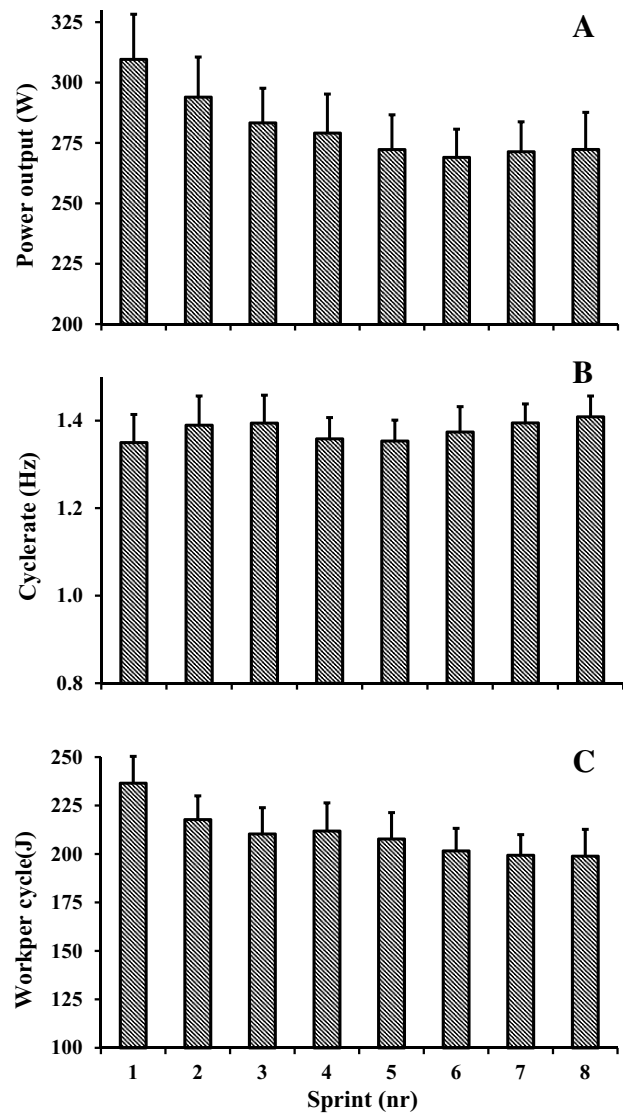 A
325
300
275
250
225
200
Power output (W)
B
1.4
1.2
1.0
0.8
Cyclerate (Hz)
C
250
225
200
175
150
125
100
Workper cycle(J)
1 2 3 4 5 6 7 8
Sprint (nr)